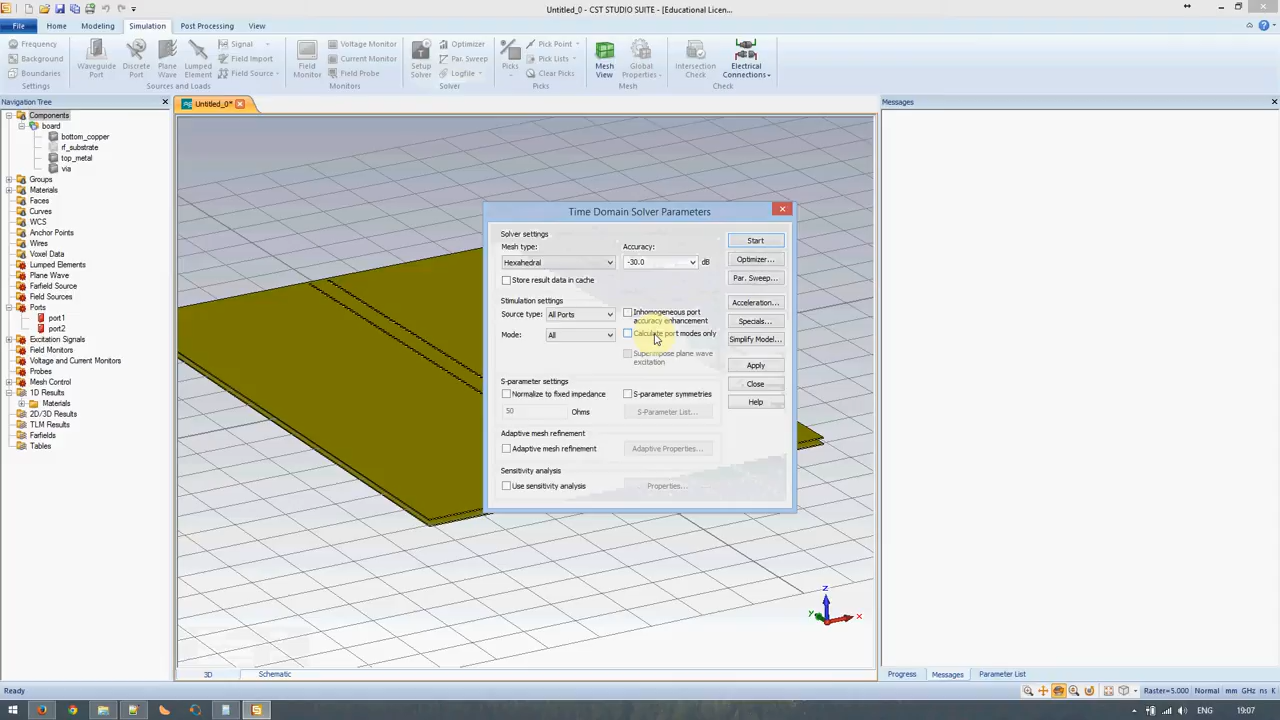 Untitled_0 - CST STUDIO SUITE - [Educational Licen...
File Home Modeling Simulation Post Processing View
Frequency
Background
Boundaries
Settings
Waveguide Port
Discrete Port
Plane Wave
Lumped Element
Signal
Field Import
Field Source
Sources and Loads
Field Monitor
Voltage Monitor
Current Monitor
Field Probe
Monitors
Setup Solver
Optimizer
Par. Sweep
Logfile
Solver
Picks
Pick Point
Pick Lists
Clear Picks
Picks
Mesh View
Global Properties
Mesh
Intersection Check
Electrical Connections
Check
Navigation Tree
Untitled_0*
Messages
Components
board
bottom_copper
rf_substrate
top_metal
via
Groups
Materials
Faces
Curves
WCS
Anchor Points
Wires
Voxel Data
Lumped Elements
Plane Wave
Farfield Source
Field Sources
Ports
port1
port2
Excitation Signals
Field Monitors
Voltage and Current Monitors
Probes
Mesh Control
1D Results
Materials
2D/3D Results
TLM Results
Farfields
Tables
Time Domain Solver Parameters
Solver settings
Mesh type: Accuracy:
Hexahedral -30.0 dB
Store result data in cache
Stimulation settings
Source type: All Ports
Inhomogeneous port accuracy enhancement
Mode: All
Calculate port modes only
Superimpose plane wave excitation
S-parameter settings
Normalize to fixed impedance
S-parameter symmetries
50 Ohms
S-Parameter List...
Adaptive mesh refinement
Adaptive mesh refinement
Adaptive Properties...
Sensitivity analysis
Use sensitivity analysis
Properties...
Start
Optimizer...
Par. Sweep...
Acceleration...
Specials...
Simplify Model...
Apply
Close
Help
z
y
x
3D Schematic
Progress Messages Parameter List
Ready
Raster=5.000 Normal mm GHz ns K
ENG 19:07